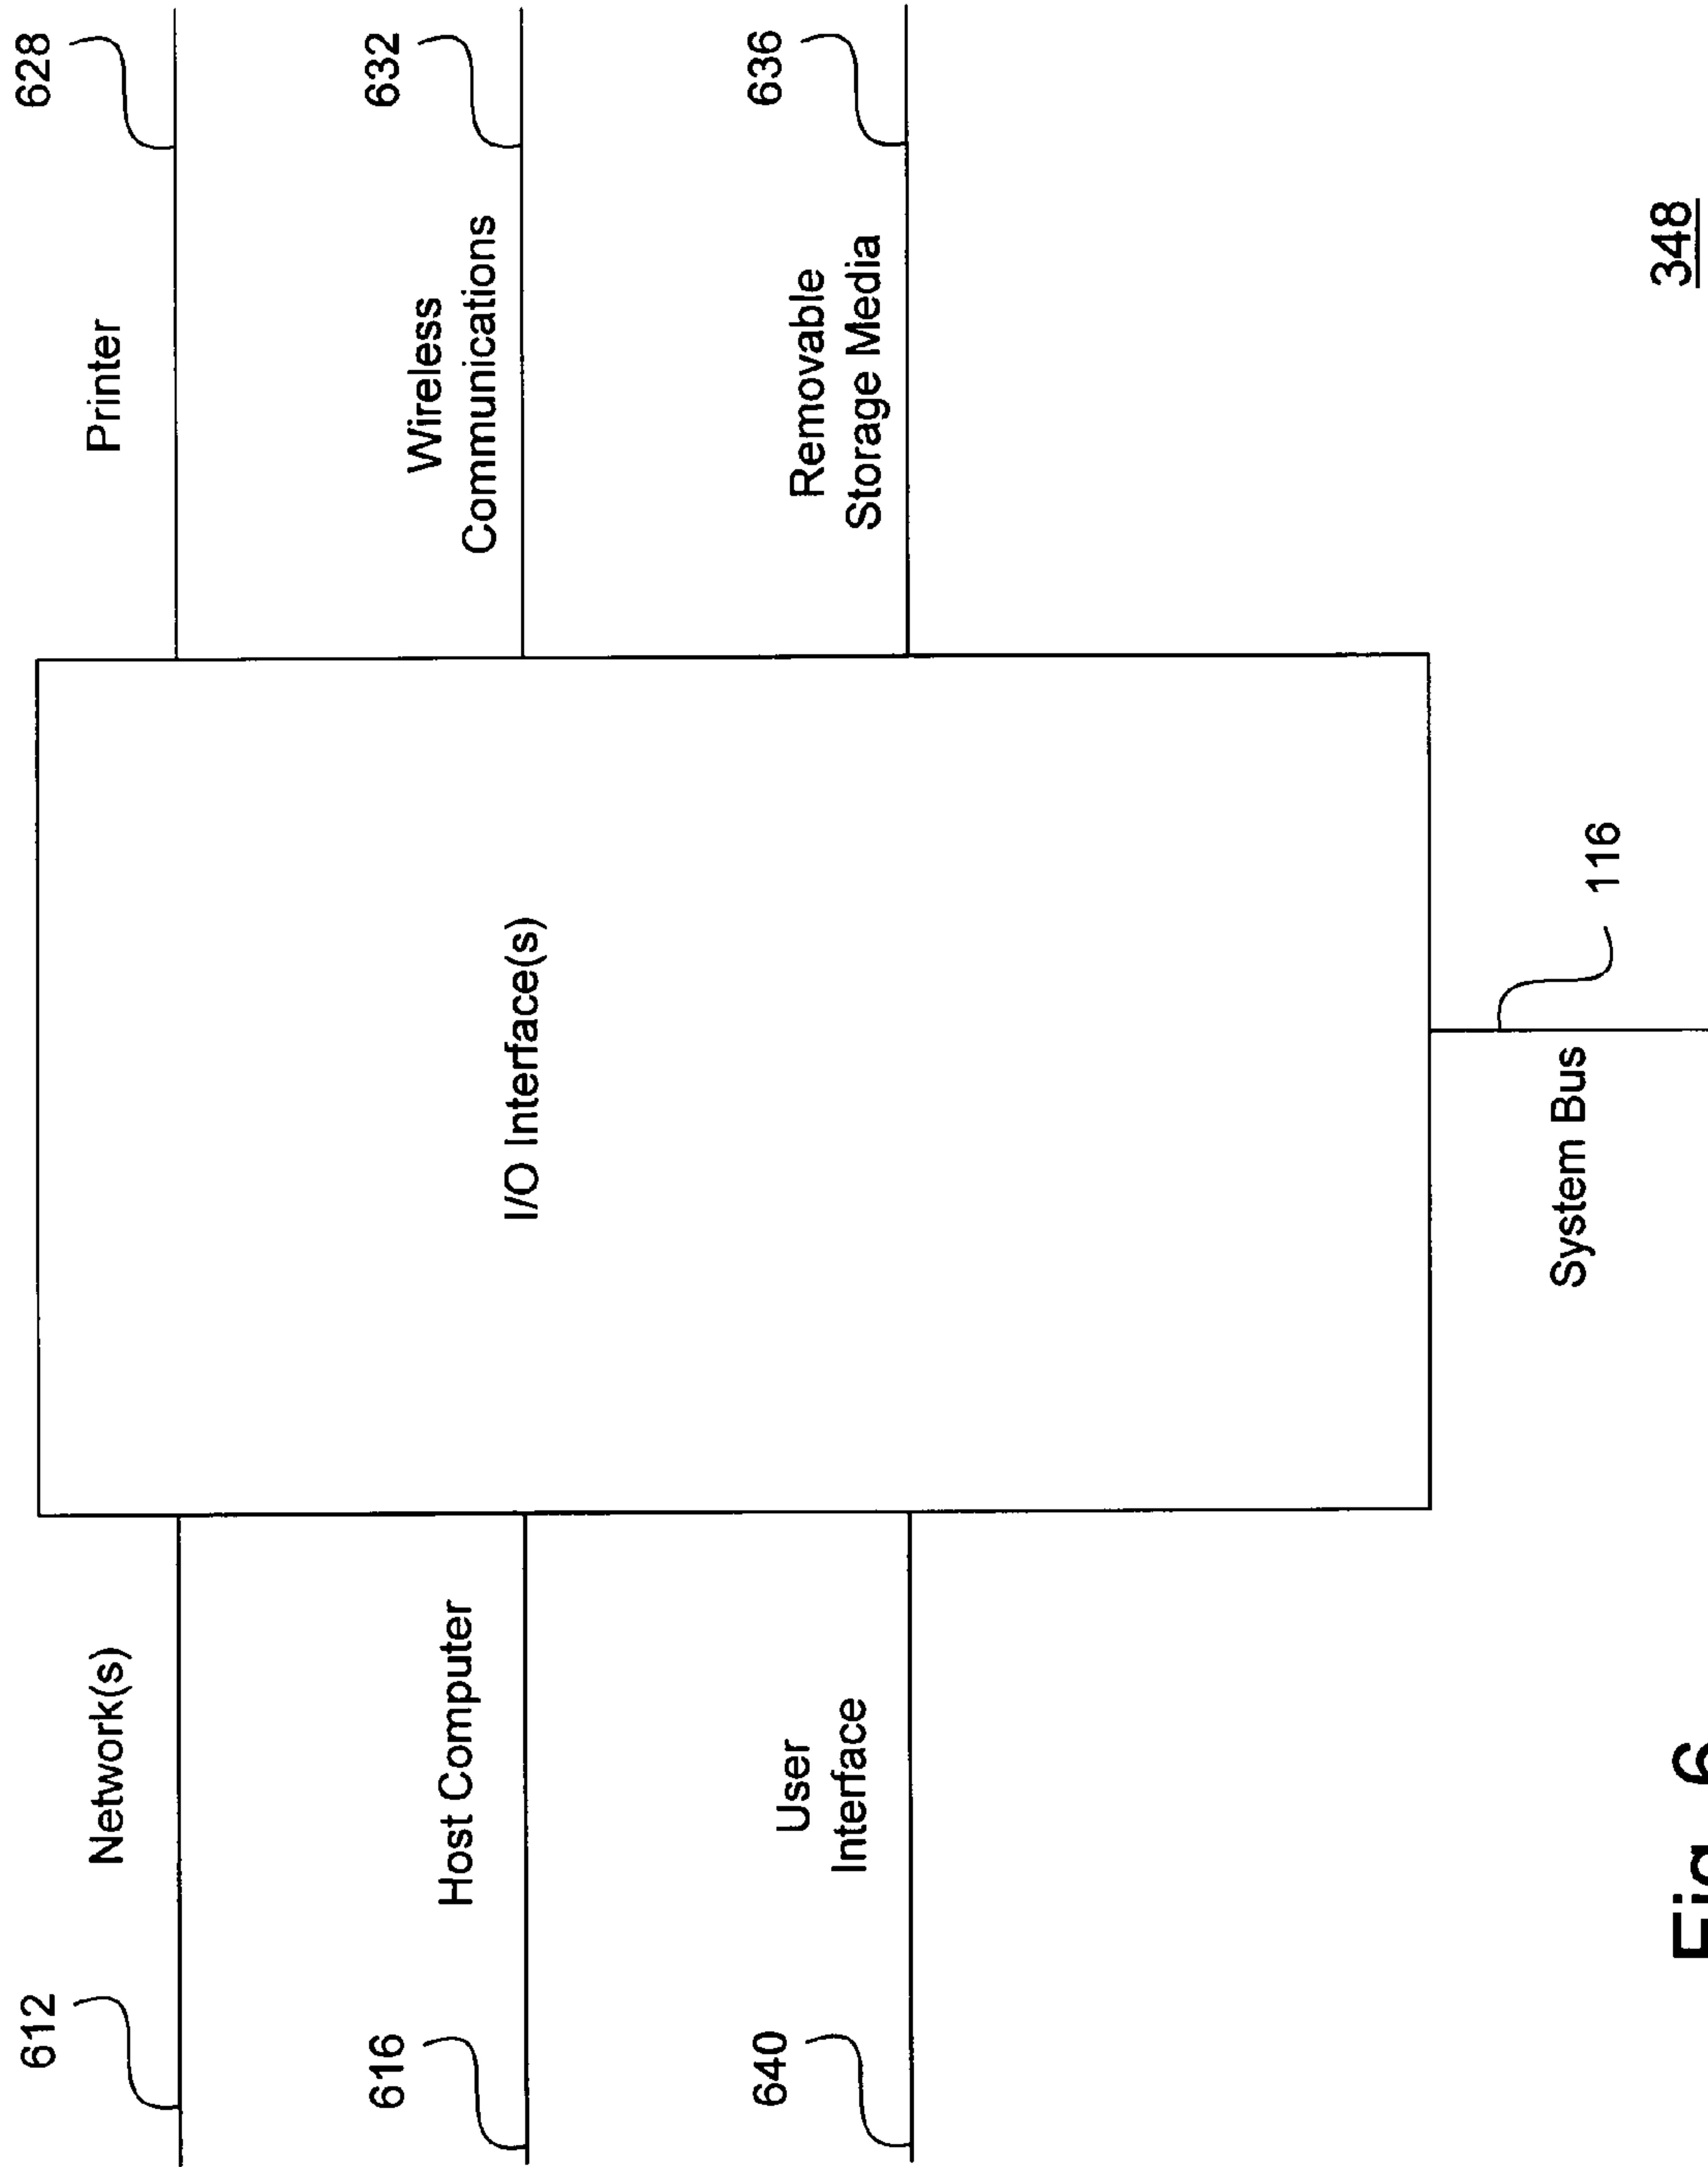 612
Network(s)
616
Host Computer
640
User
Interface
I/O Interface(s)
628
Printer
632
Wireless
Communications
636
Removable
Storage Media
System Bus
116
348
Fig. 6